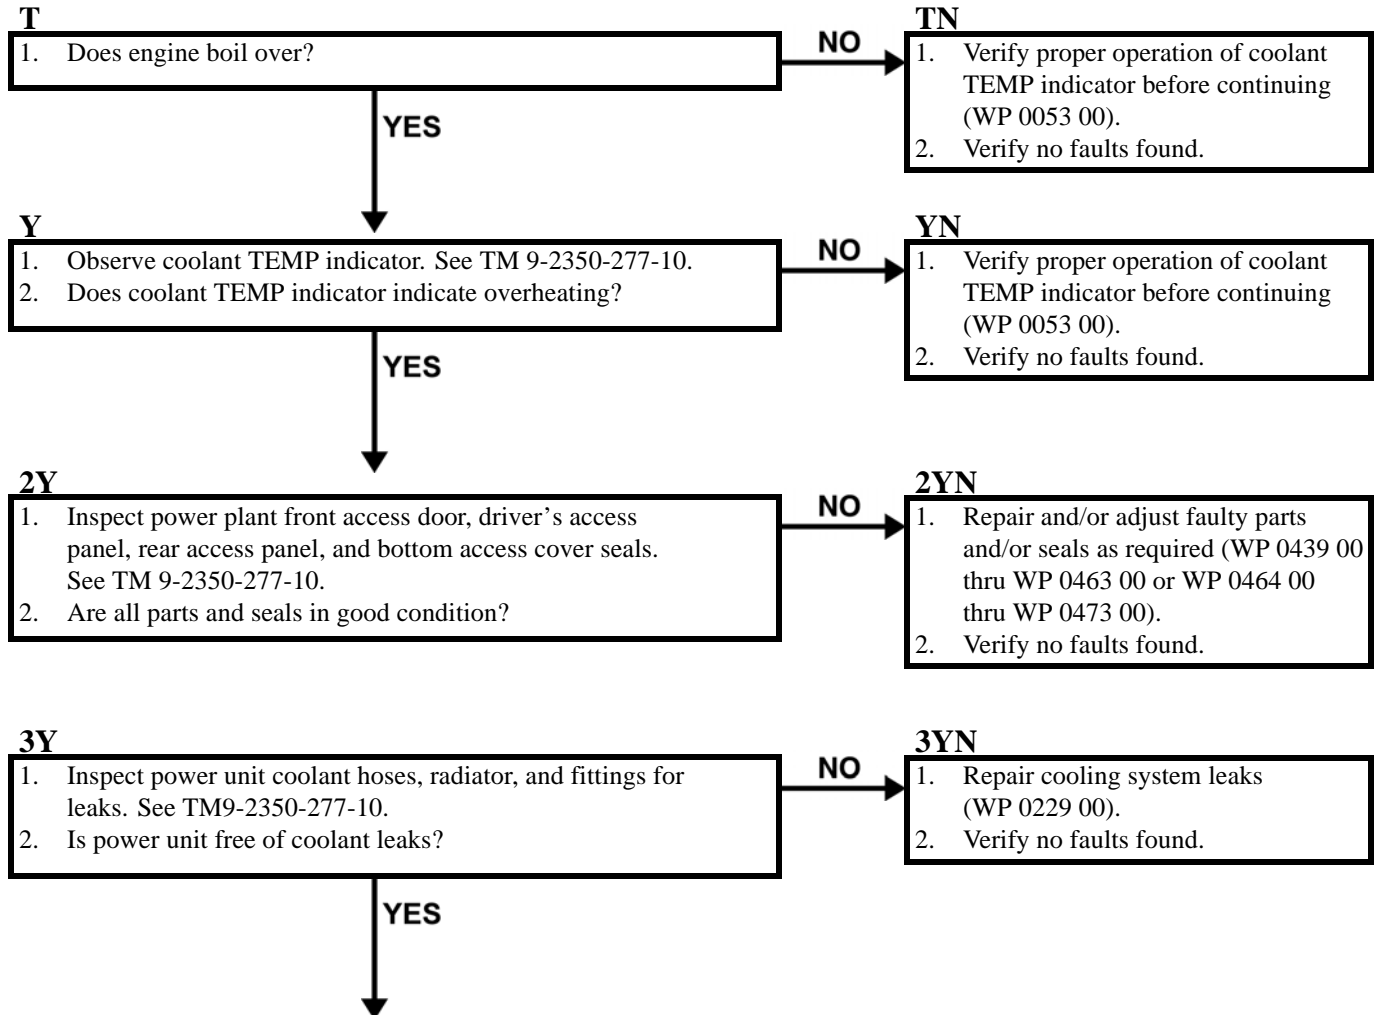 T
1. Does engine boil over?
NO
TN
1. Verify proper operation of coolant
TEMP indicator before continuing
(WP 0053 00).
2. Verify no faults found.
YES
Y
1. Observe coolant TEMP indicator. See TM 9-2350-277-10.
2. Does coolant TEMP indicator indicate overheating?
NO
YN
1. Verify proper operation of coolant
TEMP indicator before continuing
(WP 0053 00).
2. Verify no faults found.
YES
2Y
1. Inspect power plant front access door, driver's access
panel, rear access panel, and bottom access cover seals.
See TM 9-2350-277-10.
2. Are all parts and seals in good condition?
NO
2YN
1. Repair and/or adjust faulty parts
and/or seals as required (WP 0439 00
thru WP 0463 00 or WP 0464 00
thru WP 0473 00).
2. Verify no faults found.
3Y
1. Inspect power unit coolant hoses, radiator, and fittings for
leaks. See TM9-2350-277-10.
2. Is power unit free of coolant leaks?
NO
3YN
1. Repair cooling system leaks
(WP 0229 00).
2. Verify no faults found.
YES